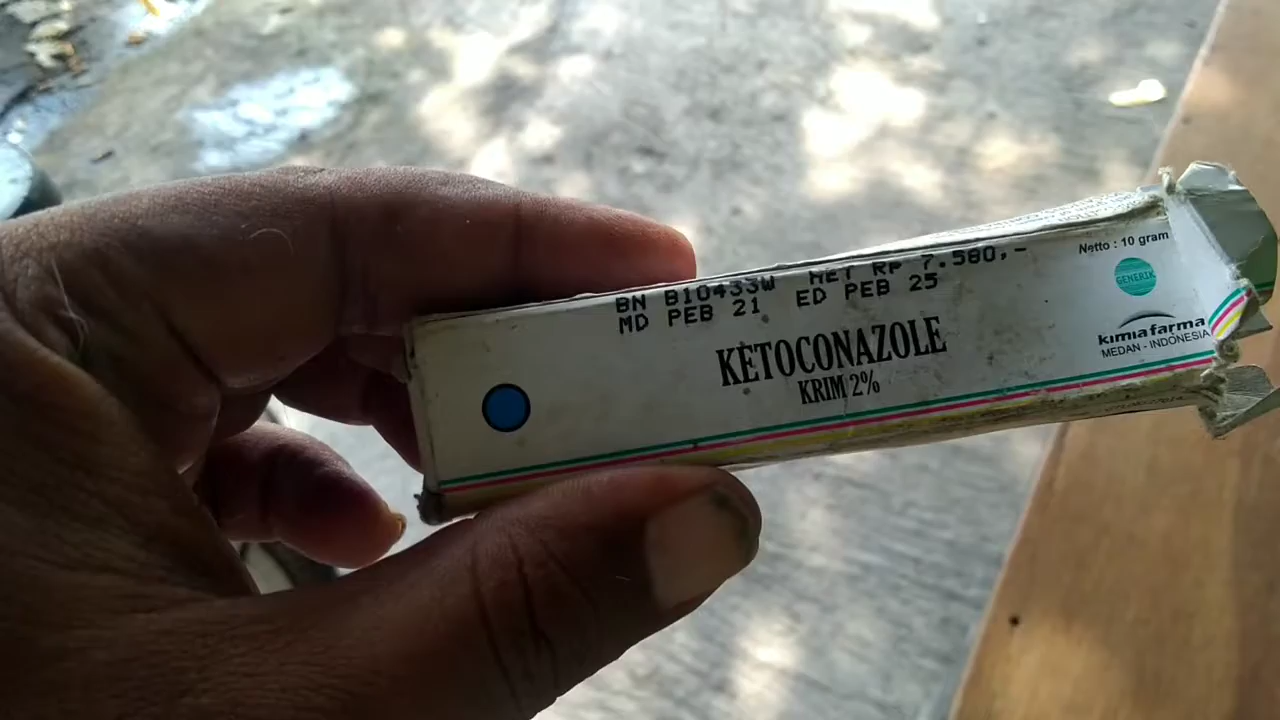 BN B10433W HET RP 7.580,-
MD PEB 21 ED PEB 25
KETOCONAZOLE
KRIM 2%
Netto : 10 gram
GENERIK
kimia farma
MEDAN - INDONESIA